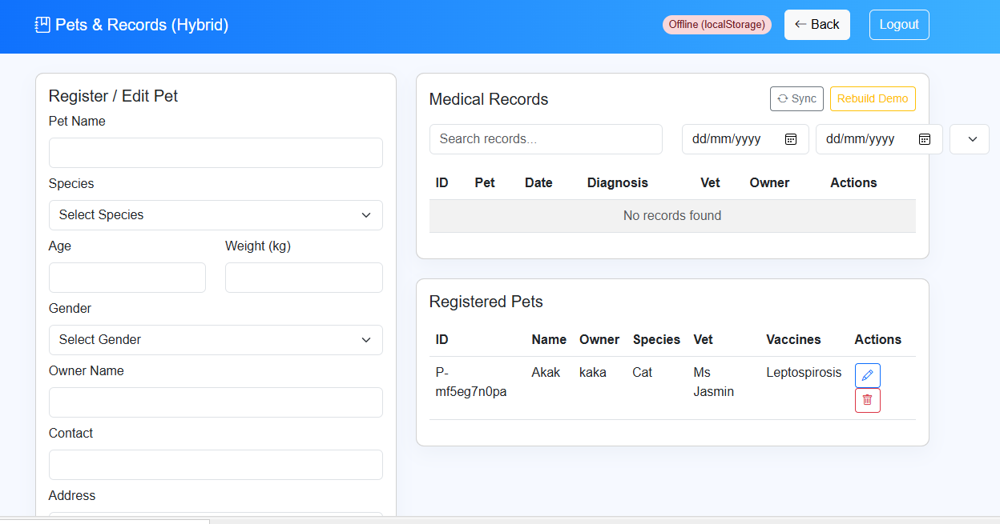 Pets & Records (Hybrid)
Offline (localStorage)
Back
Logout
Register / Edit Pet
Pet Name
Species
Select Species
Age Weight (kg)
Gender
Select Gender
Owner Name
Contact
Address
Medical Records
Sync
Rebuild Demo
Search records...
dd/mm/yyyy
dd/mm/yyyy
ID Pet Date Diagnosis Vet Owner Actions
No records found
Registered Pets
ID Name Owner Species Vet Vaccines Actions
P- Akak kaka Cat Ms Leptospirosis
mf5eg7n0pa Jasmin